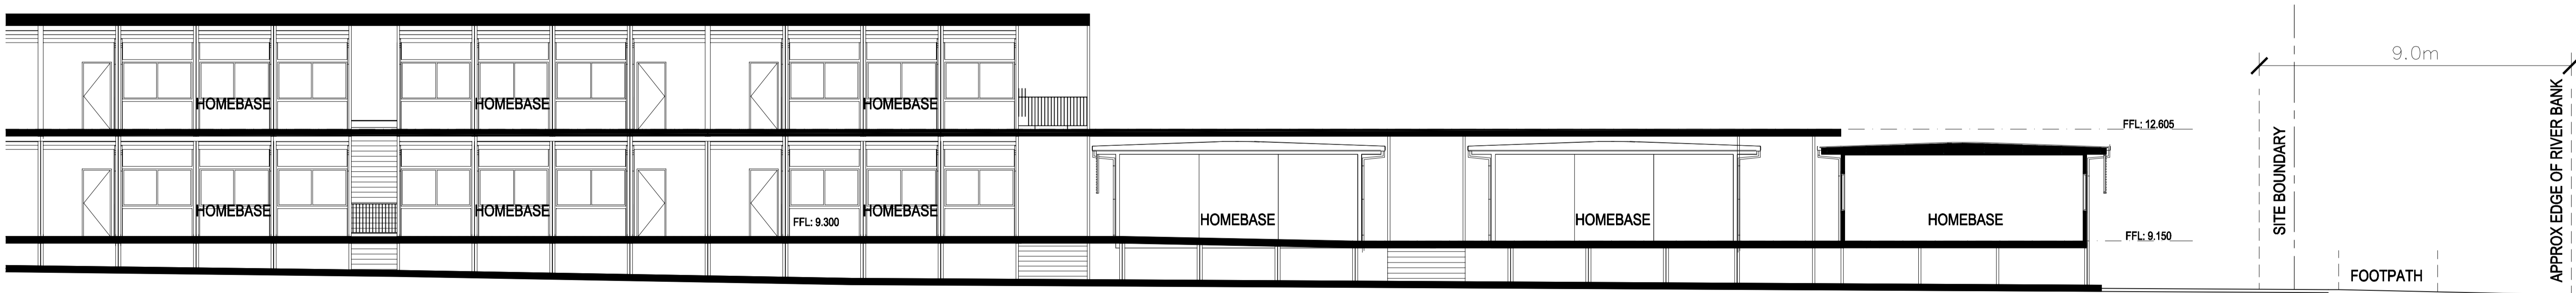 9.0m
HOMEBASE
HOMEBASE
HOMEBASE
FFL: 12.605
SITE BOUNDARY
APPROX EDGE OF RIVER BANK
HOMEBASE
HOMEBASE
FFL: 9.300
HOMEBASE
HOMEBASE
HOMEBASE
HOMEBASE
FFL: 9.150
FOOTPATH